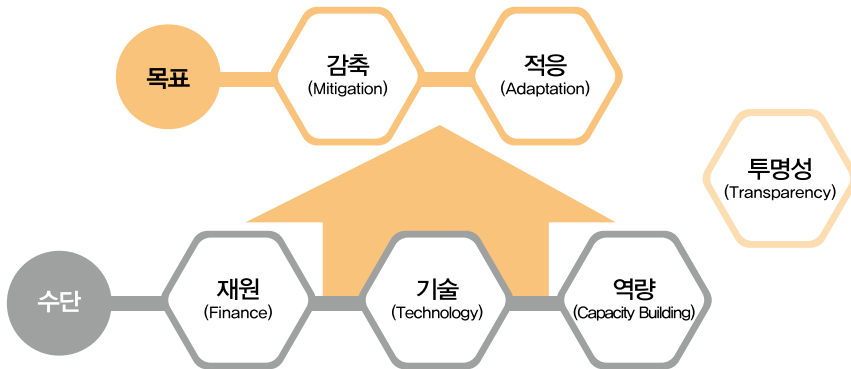 목표
감축
(Mitigation)
적응
(Adaptation)
투명성
(Transparency)
수단
재원
(Finance)
기술
(Technology)
역량
(Capacity Building)